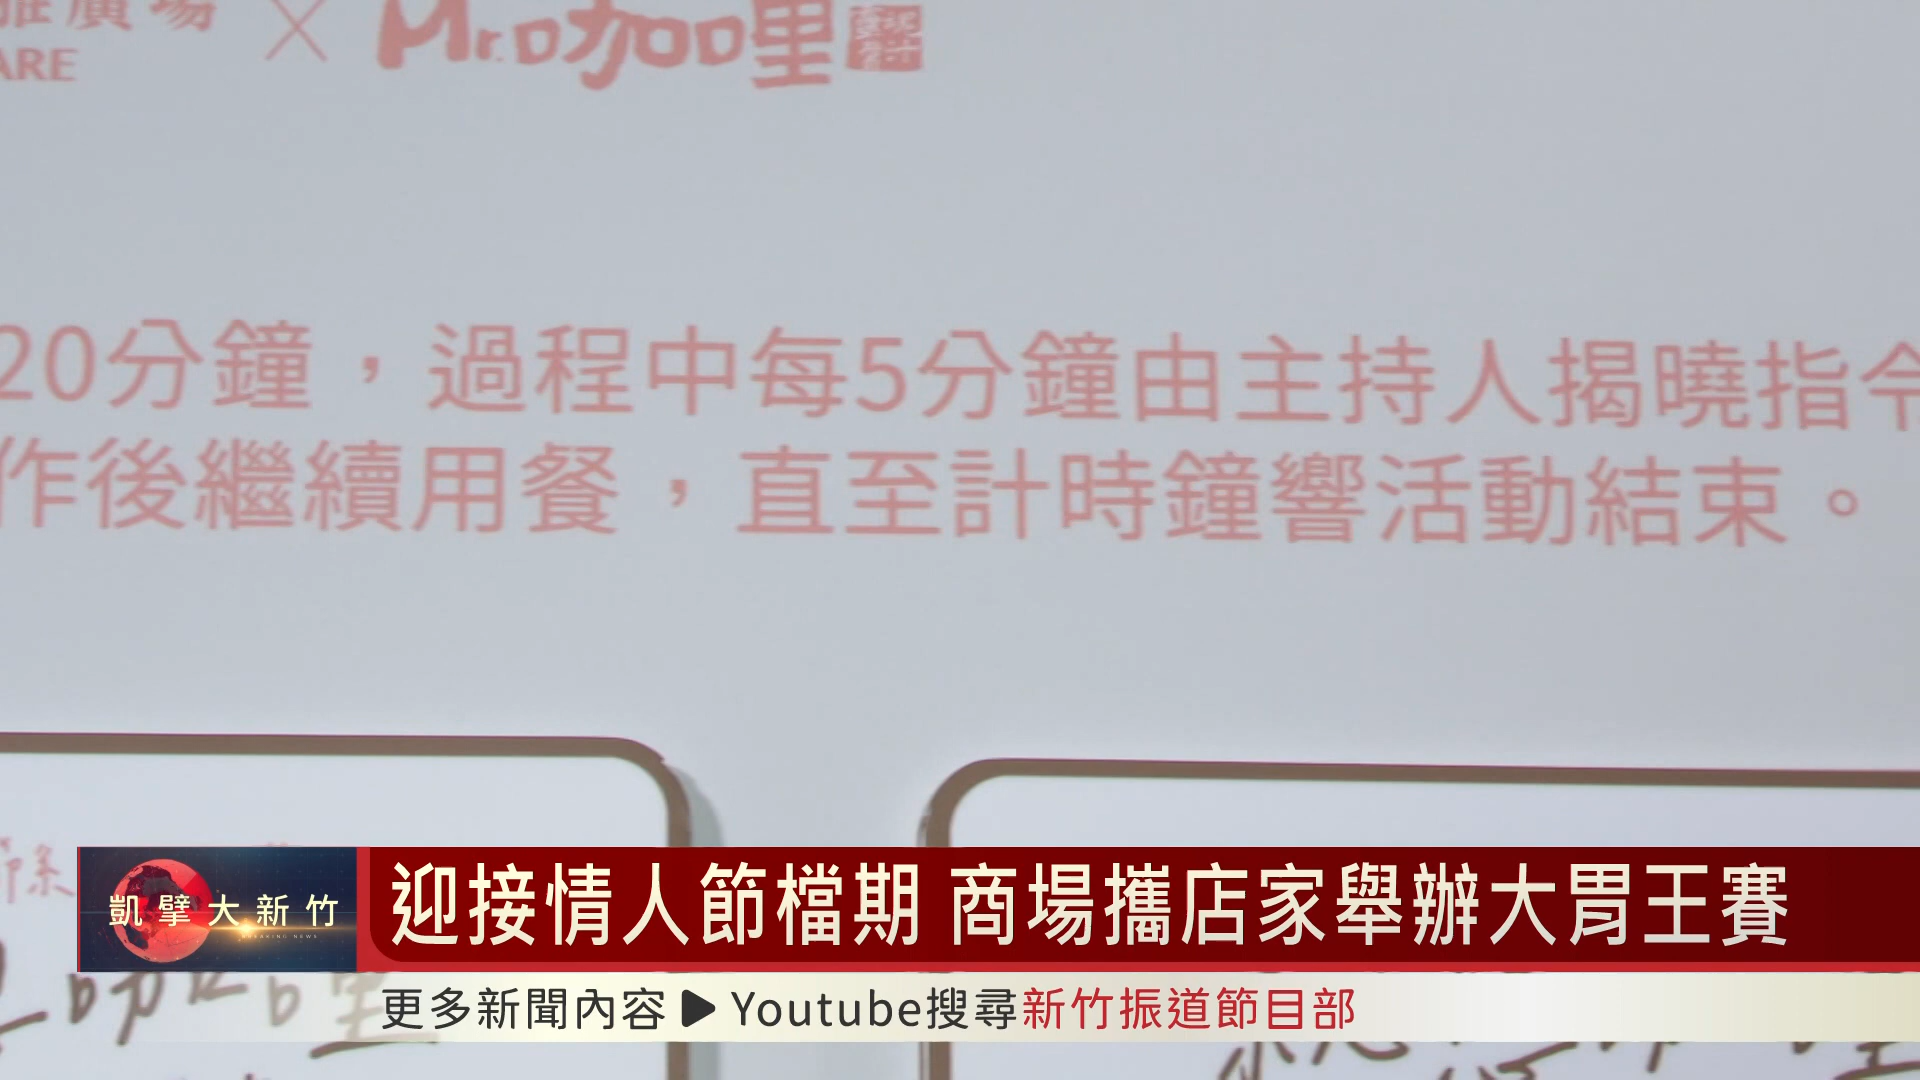 廣場 × Mr.咖哩
ARE
20分鐘，過程中每5分鐘由主持人揭曉指令
作後繼續用餐，直至計時鐘響活動結束。
凱擘大新竹
BREAKING NEWS
迎接情人節檔期 商場攜店家舉辦大胃王賽
更多新聞內容▶Youtube搜尋新竹振道節目部